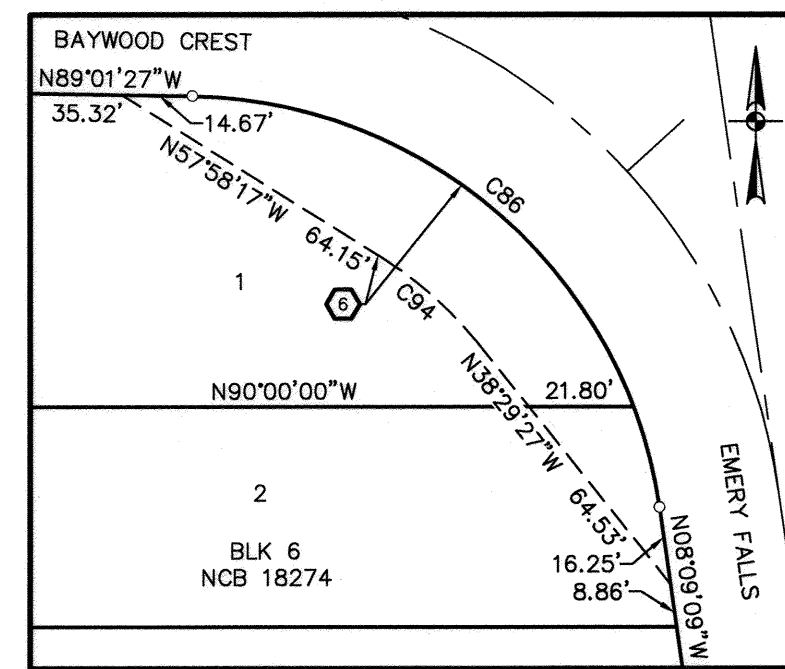 BAYWOOD CREST
N89°01'27"W
35.32'
14.67'
N57°58'17"W 64.15'
C86
1
6
C94
N90°00'00"W
21.80'
N38°29'27"W 64.53'
2
BLK 6
NCB 18274
EMERY FALLS
16.25'
8.86'
N08°09'09"W